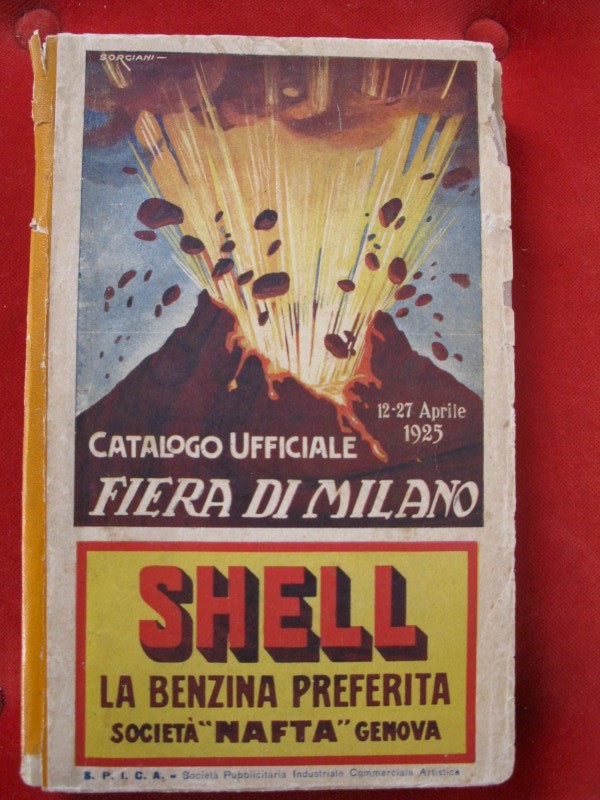 SORGIANI
12-27 Aprile
1925
CATALOGO UFFICIALE
FIERA DI MILANO
SHELL
LA BENZINA PREFERITA
SOCIETÀ "NAFTA" GENOVA
S. P. I. C. A. - Società Pubblicitaria Industriale Commerciale Artistica